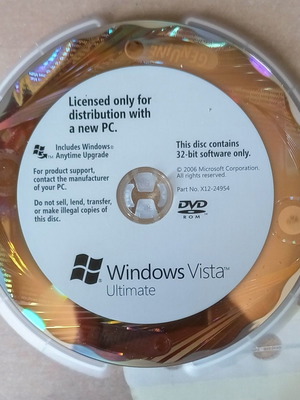 GENUINE
Licensed only for
distribution with
a new PC.
Includes Windows®
Anytime Upgrade
For product support,
contact the manufacturer
of your PC.
Do not sell, lend, transfer,
or make illegal copies of
this disc.
This disc contains
32-bit software only.
© 2006 Microsoft Corporation.
All rights reserved.
Part No. X12-24954
DVD
ROM
Windows Vista™
Ultimate